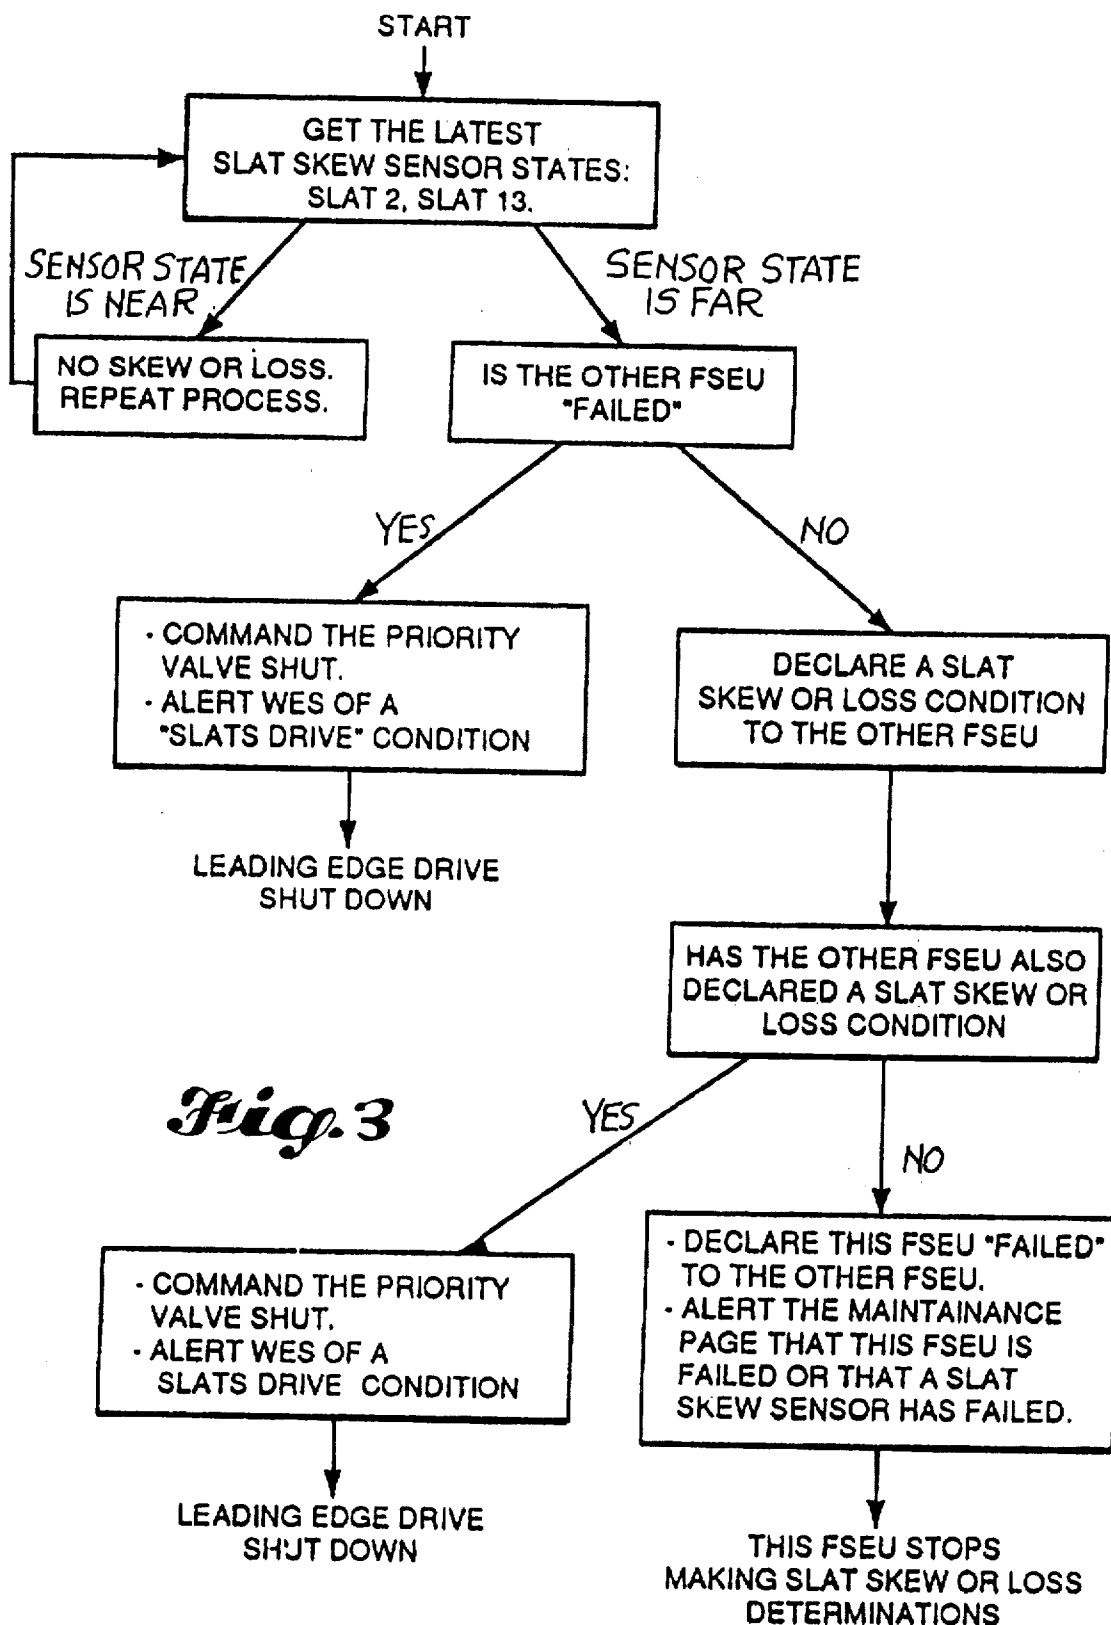 START
GET THE LATEST
SLAT SKEW SENSOR STATES:
SLAT 2, SLAT 13.
SENSOR STATE
IS NEAR
SENSOR STATE
IS FAR
NO SKEW OR LOSS.
REPEAT PROCESS.
IS THE OTHER FSEU
"FAILED"
YES
NO
- COMMAND THE PRIORITY
VALVE SHUT.
- ALERT WES OF A
"SLATS DRIVE" CONDITION
DECLARE A SLAT
SKEW OR LOSS CONDITION
TO THE OTHER FSEU
LEADING EDGE DRIVE
SHUT DOWN
HAS THE OTHER FSEU ALSO
DECLARED A SLAT SKEW OR
LOSS CONDITION
Fig. 3
YES
NO
- COMMAND THE PRIORITY
VALVE SHUT.
- ALERT WES OF A
SLATS DRIVE CONDITION
- DECLARE THIS FSEU "FAILED"
TO THE OTHER FSEU.
- ALERT THE MAINTAINANCE
PAGE THAT THIS FSEU IS
FAILED OR THAT A SLAT
SKEW SENSOR HAS FAILED.
LEADING EDGE DRIVE
SHUT DOWN
THIS FSEU STOPS
MAKING SLAT SKEW OR LOSS
DETERMINATIONS